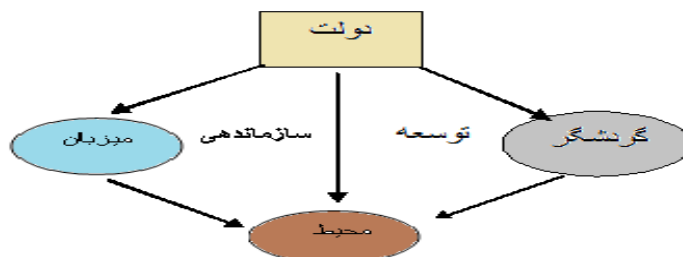 دولت
گردشگر
توسعه
سازماندهی
میزبان
محیط